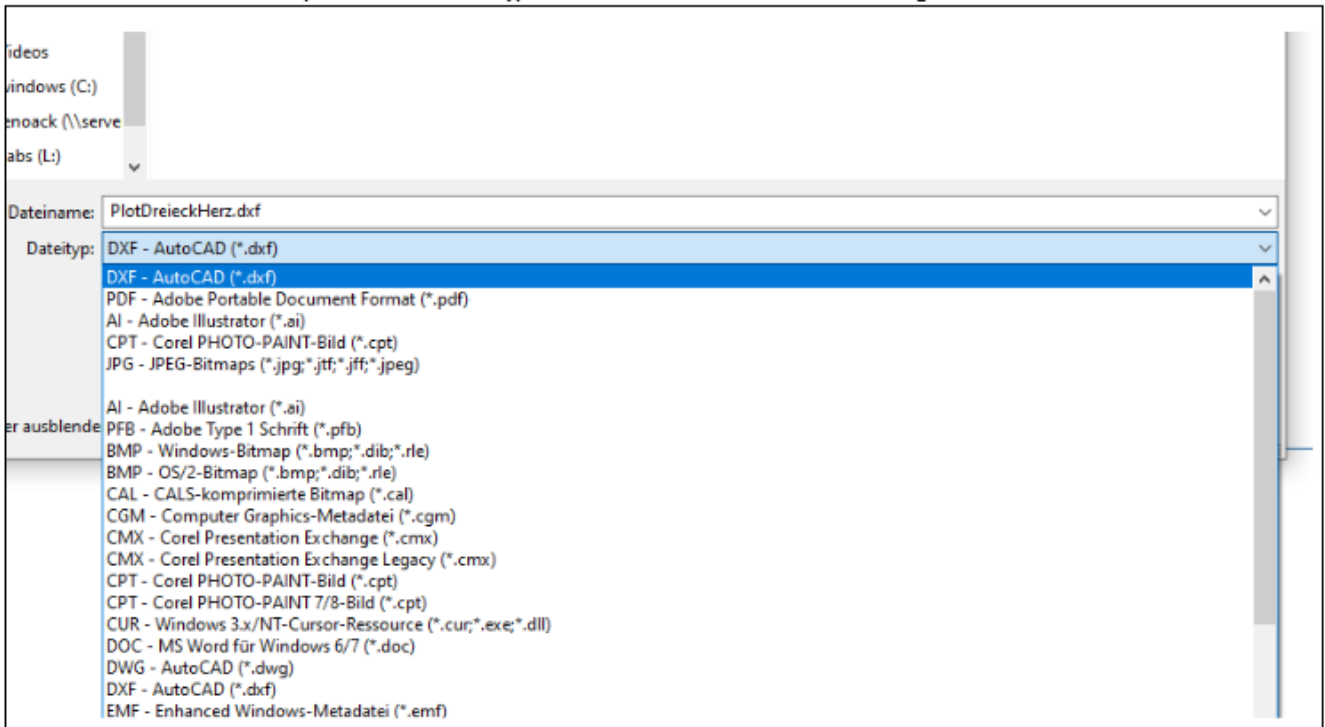 ideos
windows (C:)
enoack (\\serve
abs (L:)
Dateiname: PlotDreieckHerz.dxf
Dateityp: DXF - AutoCAD (*.dxf)
DXF - AutoCAD (*.dxf)
PDF - Adobe Portable Document Format (*.pdf)
AI - Adobe Illustrator (*.ai)
CPT - Corel PHOTO-PAINT-Bild (*.cpt)
JPG - JPEG-Bitmaps (*.jpg;*.jtf;*.jff;*.jpeg)
AI - Adobe Illustrator (*.ai)
er ausblende
PFB - Adobe Type 1 Schrift (*.pfb)
BMP - Windows-Bitmap (*.bmp;*.dib;*.rle)
BMP - OS/2-Bitmap (*.bmp;*.dib;*.rle)
CAL - CALS-komprimierte Bitmap (*.cal)
CGM - Computer Graphics-Metadatei (*.cgm)
CMX - Corel Presentation Exchange (*.cmx)
CMX - Corel Presentation Exchange Legacy (*.cmx)
CPT - Corel PHOTO-PAINT-Bild (*.cpt)
CPT - Corel PHOTO-PAINT 7/8-Bild (*.cpt)
CUR - Windows 3.x/NT-Cursor-Ressource (*.cur;*.exe;*.dll)
DOC - MS Word für Windows 6/7 (*.doc)
DWG - AutoCAD (*.dwg)
DXF - AutoCAD (*.dxf)
EMF - Enhanced Windows-Metadatei (*.emf)